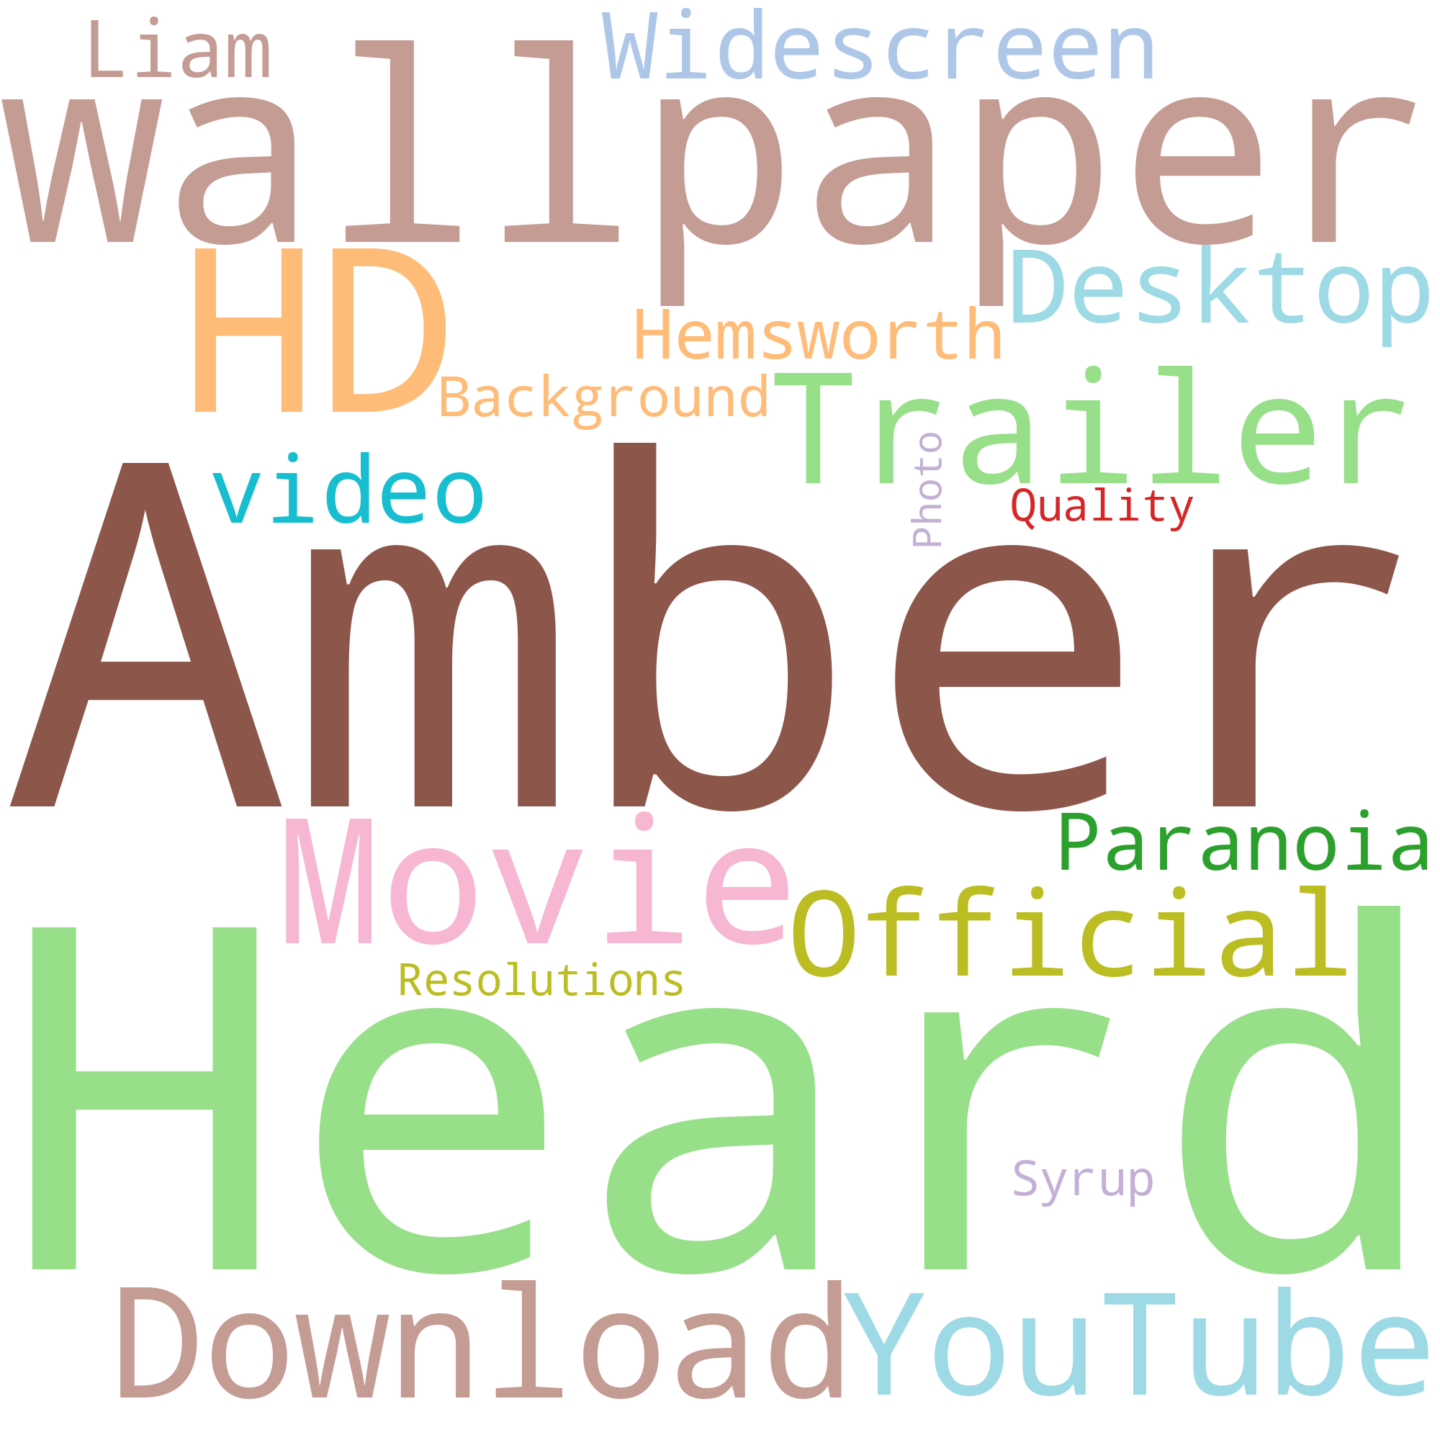 Liam Widescreen
wallpaper
HD Desktop
Hemsworth
Background Trailer
video Photo Quality
Amber
Movie Paranoia
Official
Resolutions
Heard
Syrup
Download YouTube